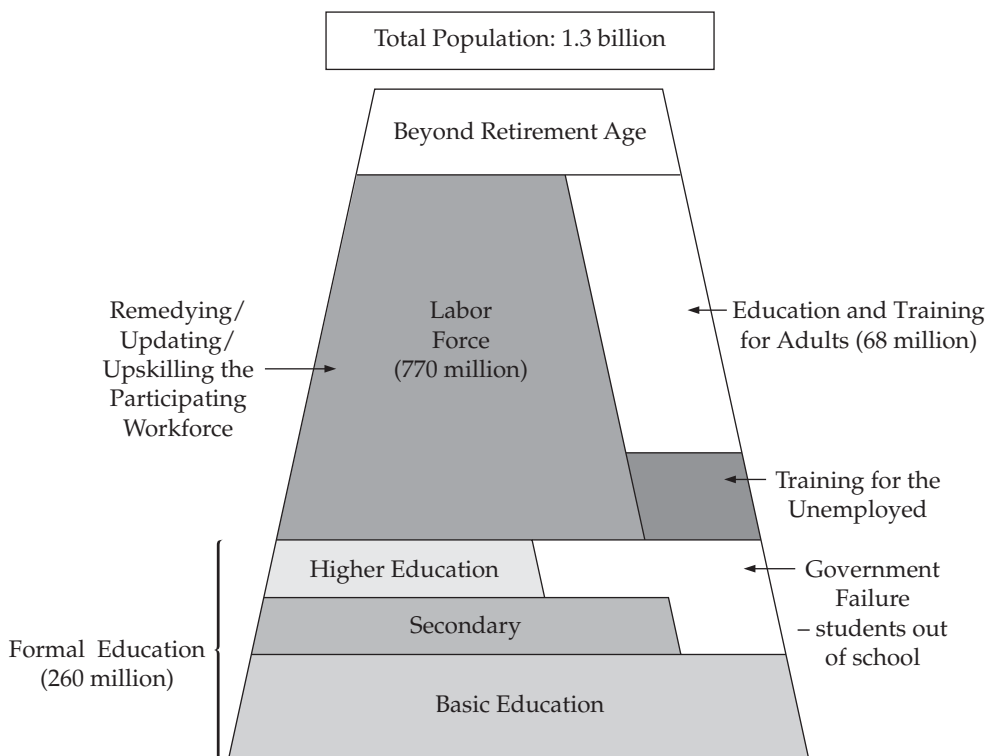 Total Population: 1.3 billion
Beyond Retirement Age
Remedying/
Updating/
Upskilling the
Participating
Workforce
Labor
Force
(770 million)
Education and Training
for Adults (68 million)
Training for the
Unemployed
Higher Education
Government
Failure
– students out
of school
Secondary
Formal Education
(260 million)
Basic Education